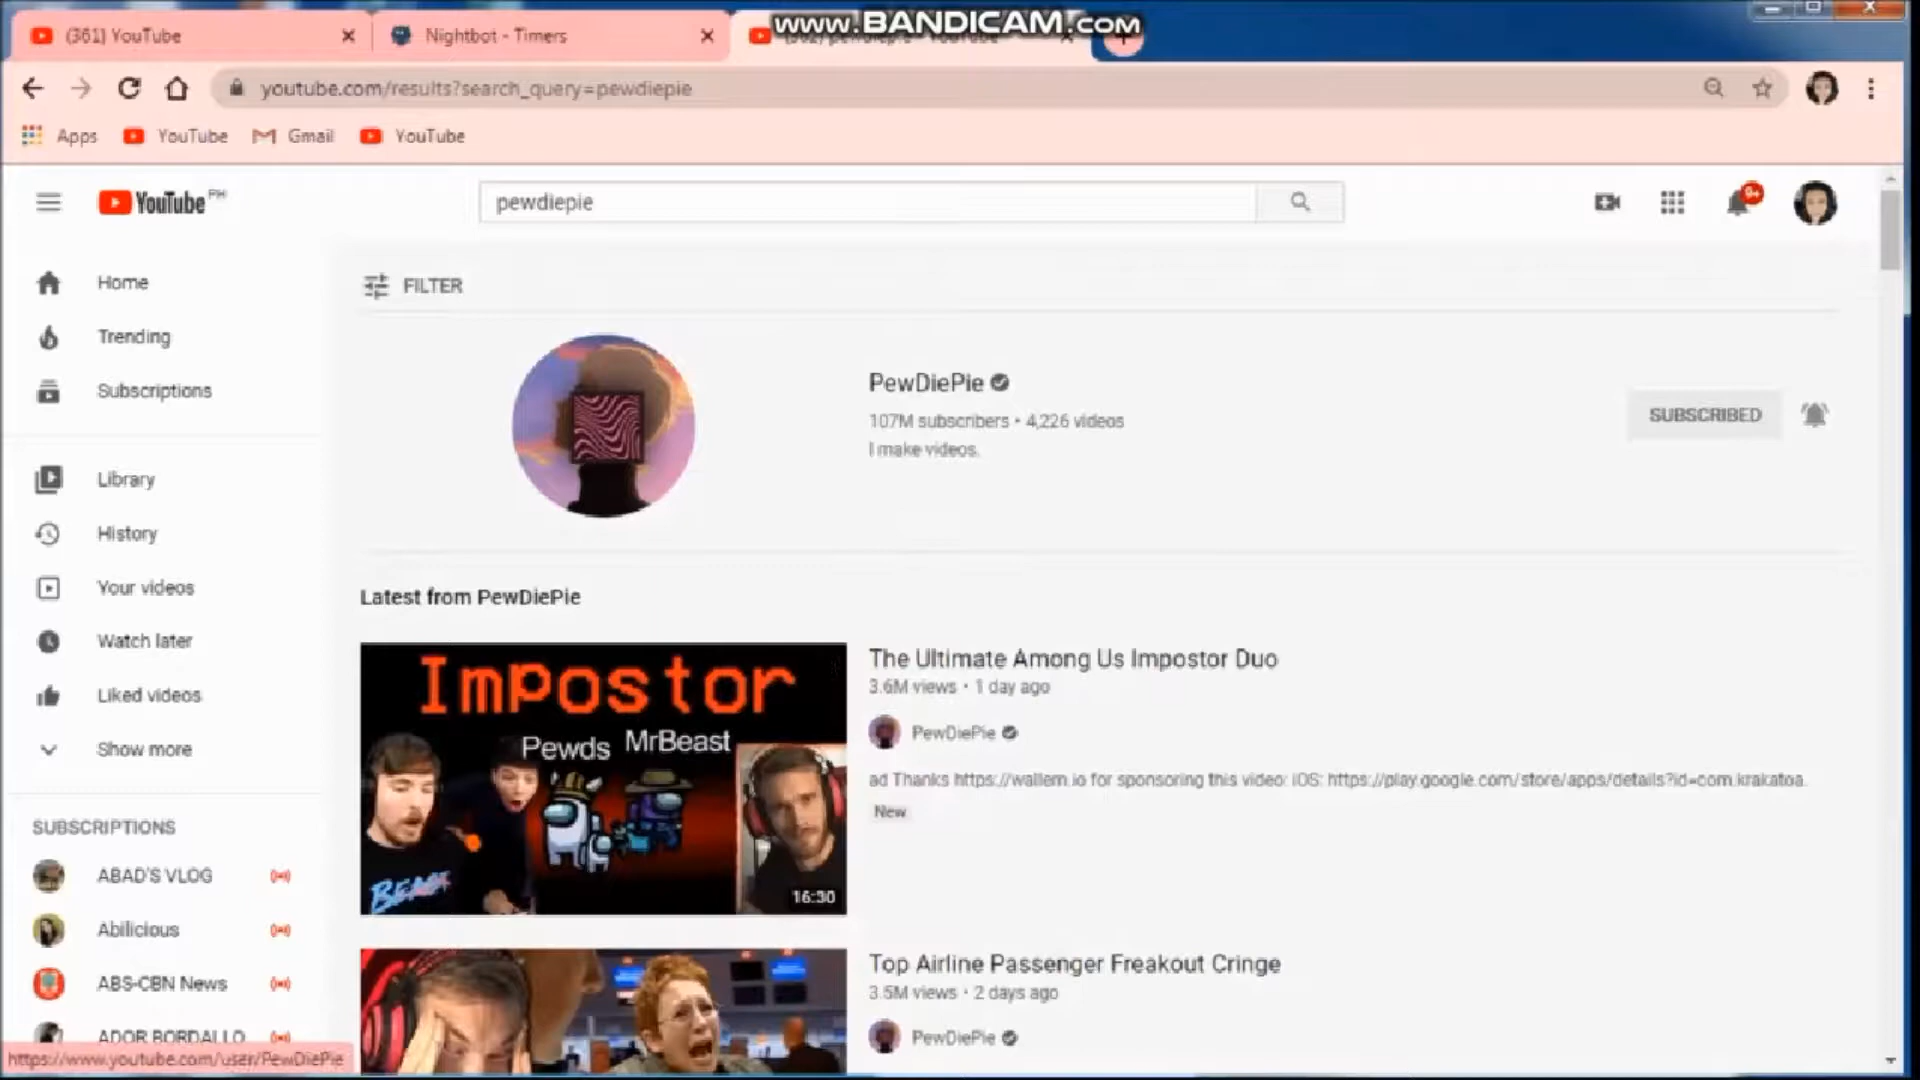 www.BANDICAM.com
(361) YouTube
Nightbot - Timers
youtube.com/results?search_query=pewdiepie
Apps
YouTube
Gmail
YouTube
YouTube PH
pewdiepie
9+
Home
Trending
Subscriptions
Library
History
Your videos
Watch later
Liked videos
Show more
SUBSCRIPTIONS
ABAD'S VLOG
Abilicious
ABS-CBN News
ADOR BORDALLO
https://www.youtube.com/user/PewDiePie
FILTER
PewDiePie
107M subscribers • 4,226 videos
I make videos.
SUBSCRIBED
Latest from PewDiePie
Impostor
Pewds MrBeast
BEAST
16:30
The Ultimate Among Us Impostor Duo
3.6M views • 1 day ago
PewDiePie
ad Thanks https://wallem.io for sponsoring this video: iOS: https://play.google.com/store/apps/details?id=com.krakatoa.
New
Top Airline Passenger Freakout Cringe
3.5M views • 2 days ago
PewDiePie